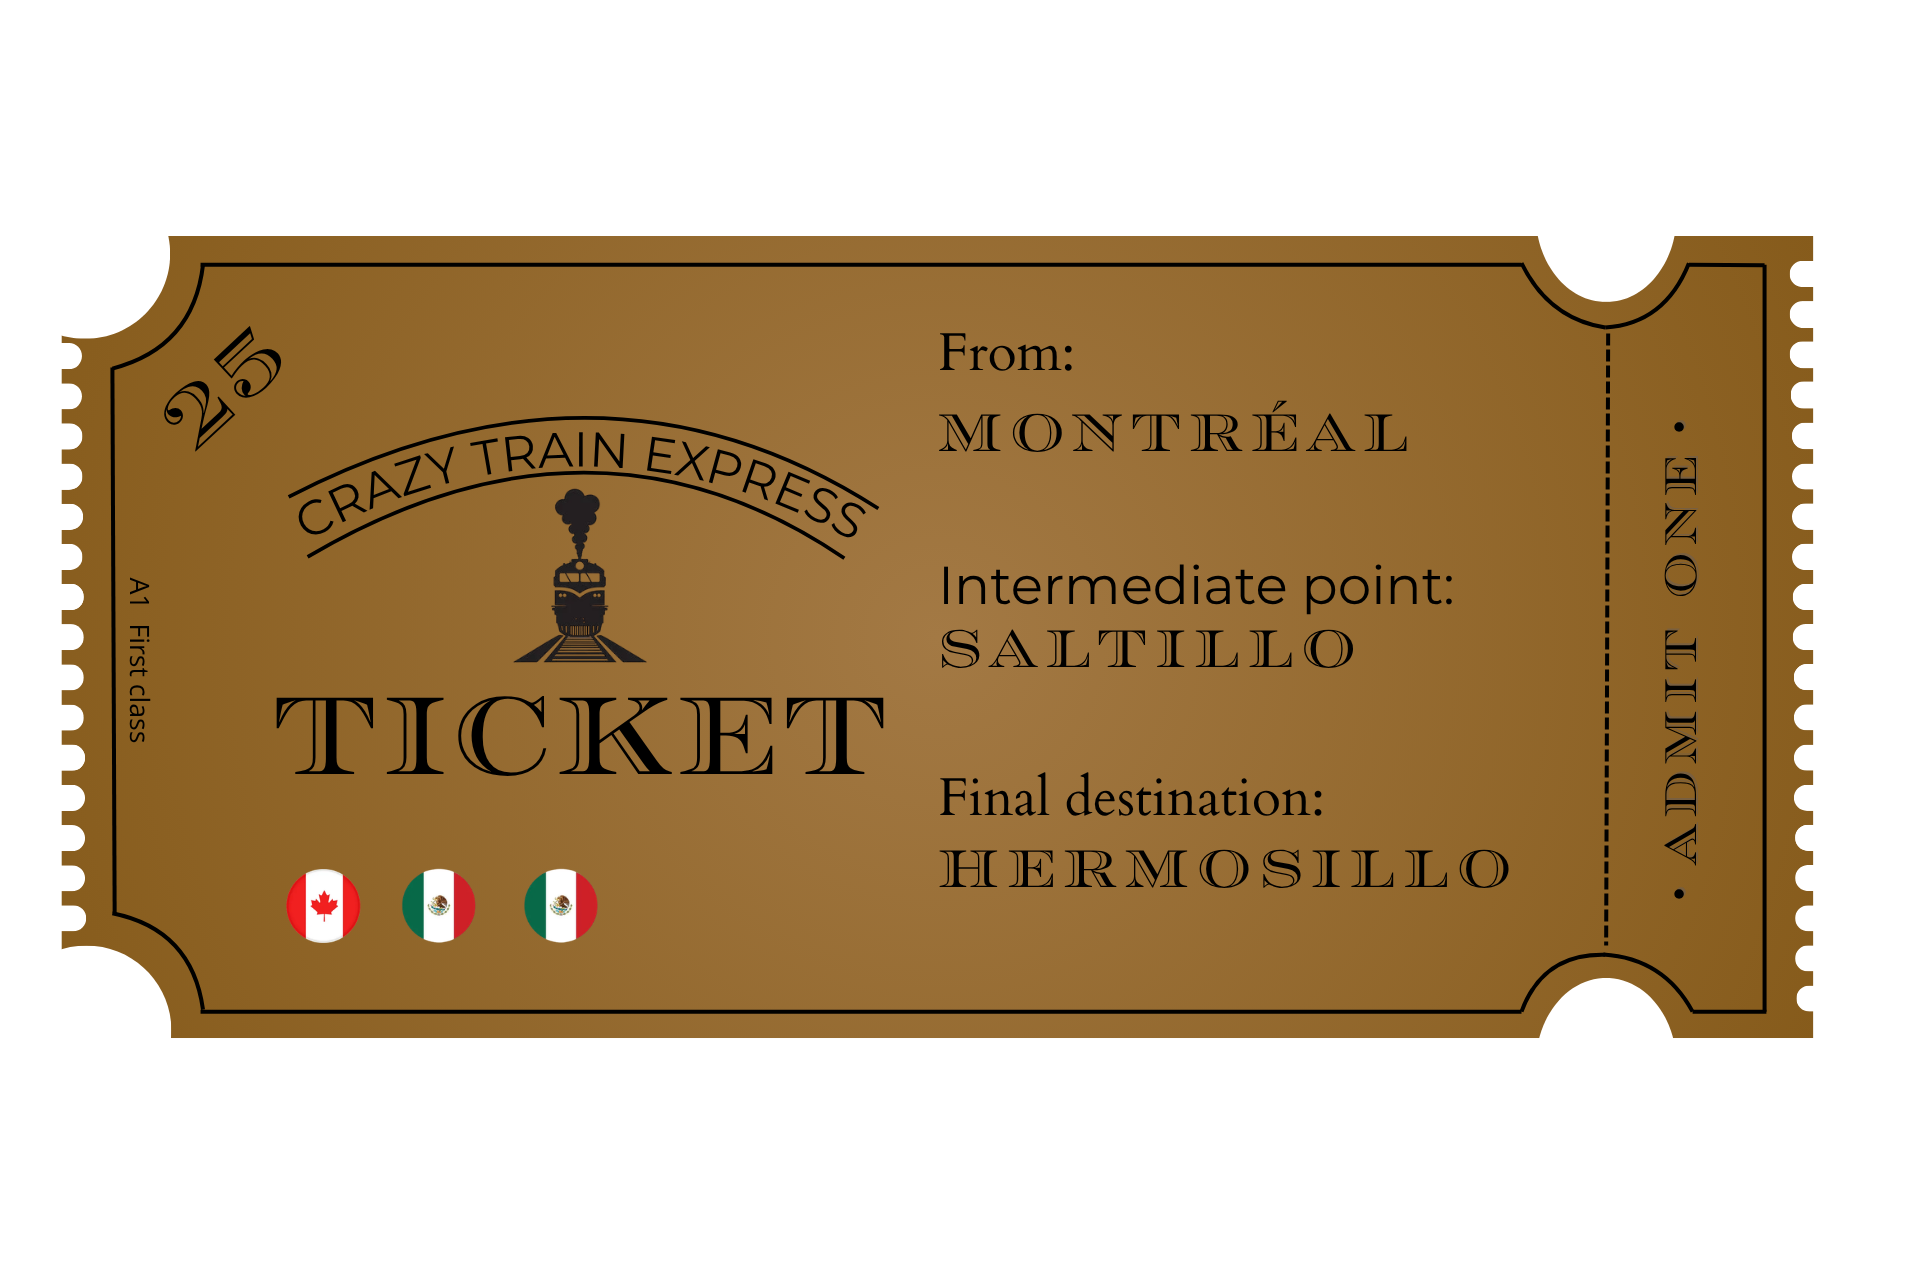 25
CRAZY TRAIN EXPRESS
TICKET
A1 First class
From:
MONTRÉAL
Intermediate point:
SALTILLO
Final destination:
HERMOSILLO
• ADMIT ONE •